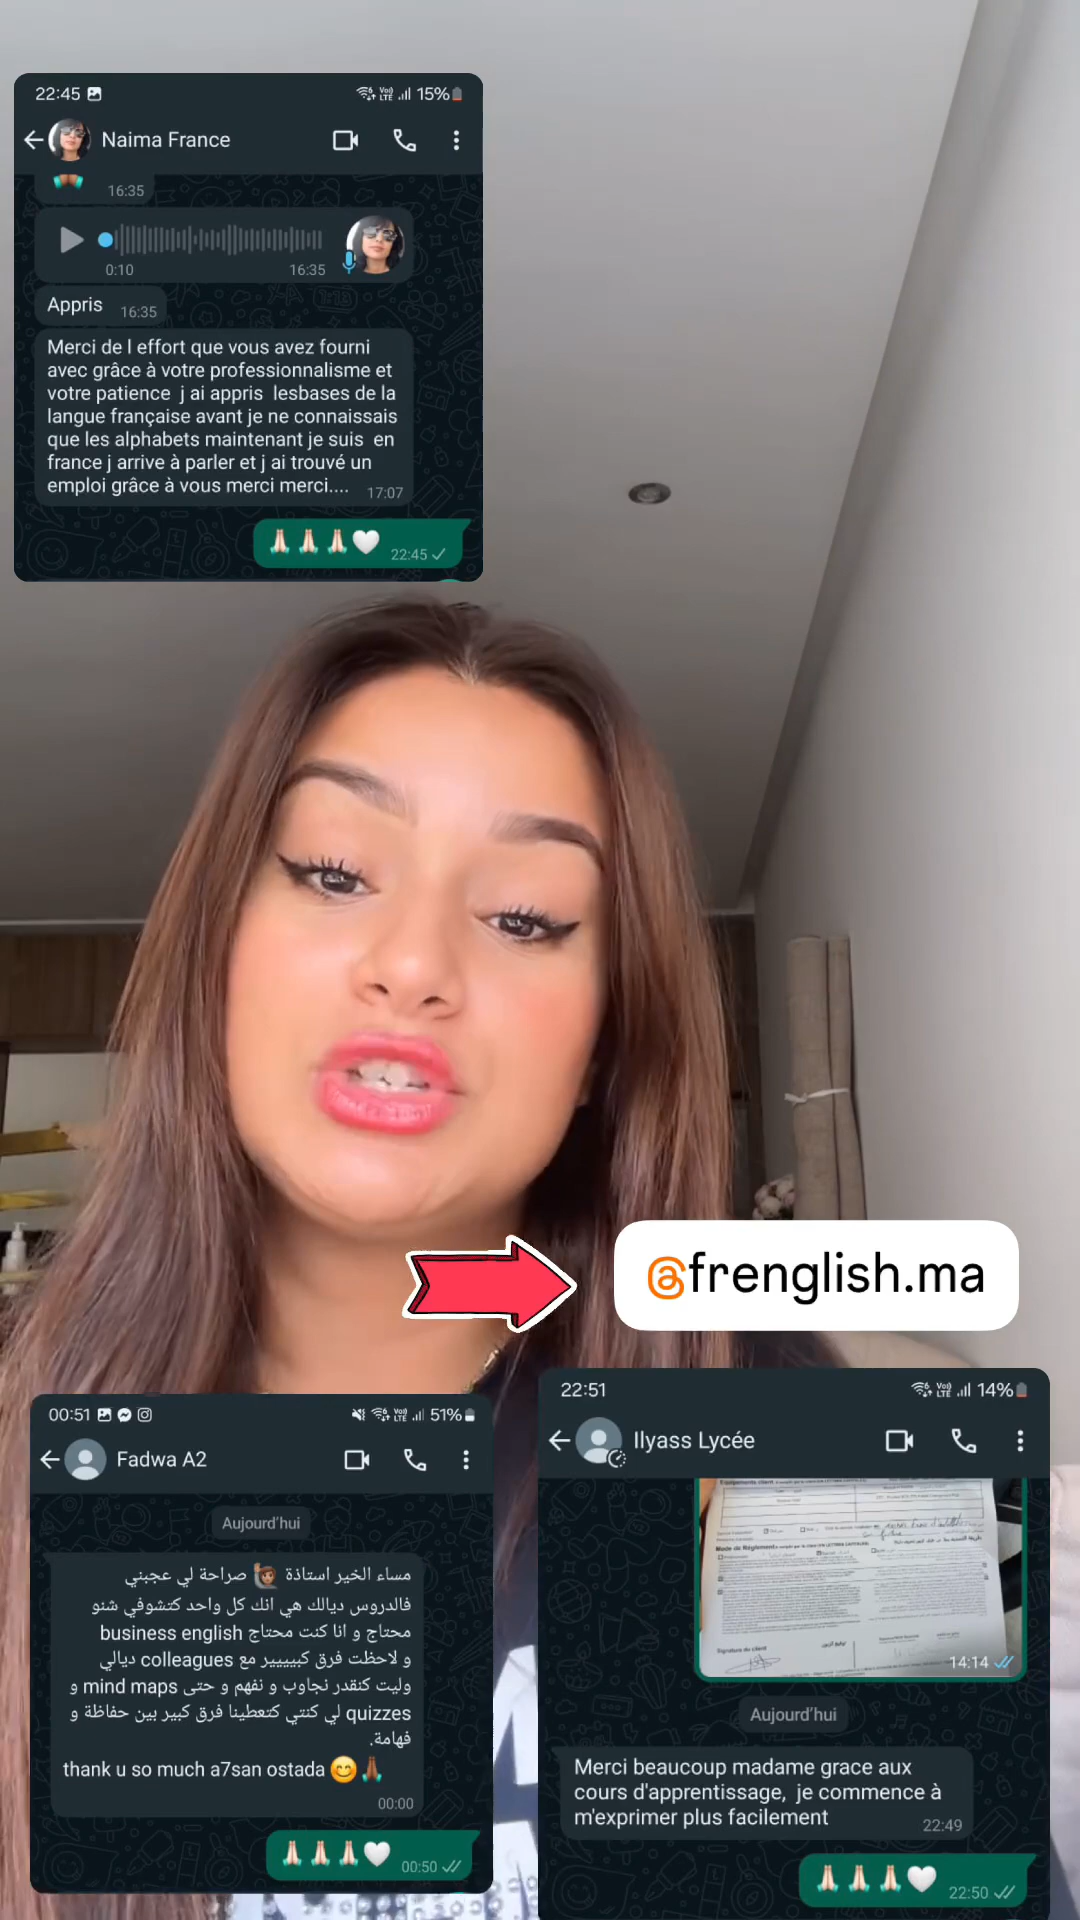 22:45
15%
Naima France
16:35
0:10
16:35
Appris
16:35
Merci de l effort que vous avez fourni
avec grâce à votre professionnalisme et
votre patience j ai appris lesbases de la
langue française avant je ne connaissais
que les alphabets maintenant je suis en
france j arrive à parler et j ai trouvé un
emploi grâce à vous merci merci....
17:07
🙏🏻🙏🏻🙏🏻🤍
22:45
@frenglish.ma
00:51
51%
Fadwa A2
Aujourd'hui
مساء الخير استاذة 🙋🏽 صراحة لي عجبني
فالدروس ديالك هي انك كل واحد كتشوفي شنو
محتاج و انا كنت محتاج business english
و لاحظت فرق كبيييير مع colleagues ديالي
وليت كنقدر نجاوب و نفهم و حتى mind maps و
quizzes لي كنتي كتعطينا فرق كبير بين حفاظة و
فهامة.
thank u so much a7san ostada 😊🙏🏽
00:00
🙏🏻🙏🏻🙏🏻🤍
00:50
22:51
14%
Ilyass Lycée
Mode de Règlement
Signature du client
14:14
Aujourd'hui
Merci beaucoup madame grace aux
cours d'apprentissage, je commence à
m'exprimer plus facilement
22:49
🙏🏻🙏🏻🙏🏻🤍
22:50